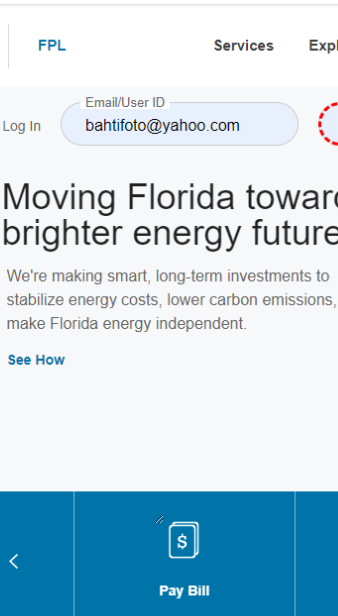 FPL
Services
Expl
Email/User ID
Log In
bahtifoto@yahoo.com
Moving Florida toward
brighter energy future
We're making smart, long-term investments to
stabilize energy costs, lower carbon emissions,
make Florida energy independent.
See How
$
Pay Bill